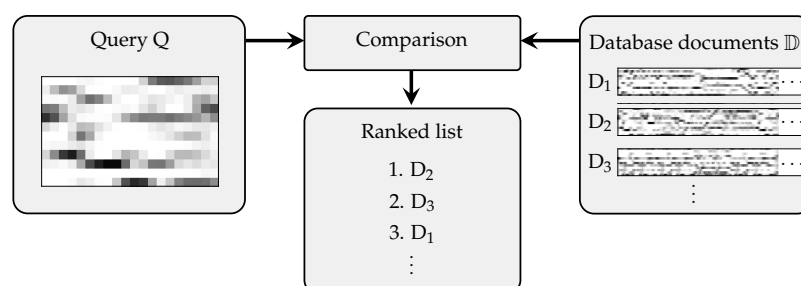 Query Q
Comparison
Ranked list
1. D₂
2. D₃
3. D₁
⋮
Database documents 𝔻
D₁ ···
D₂ ···
D₃ ···
⋮